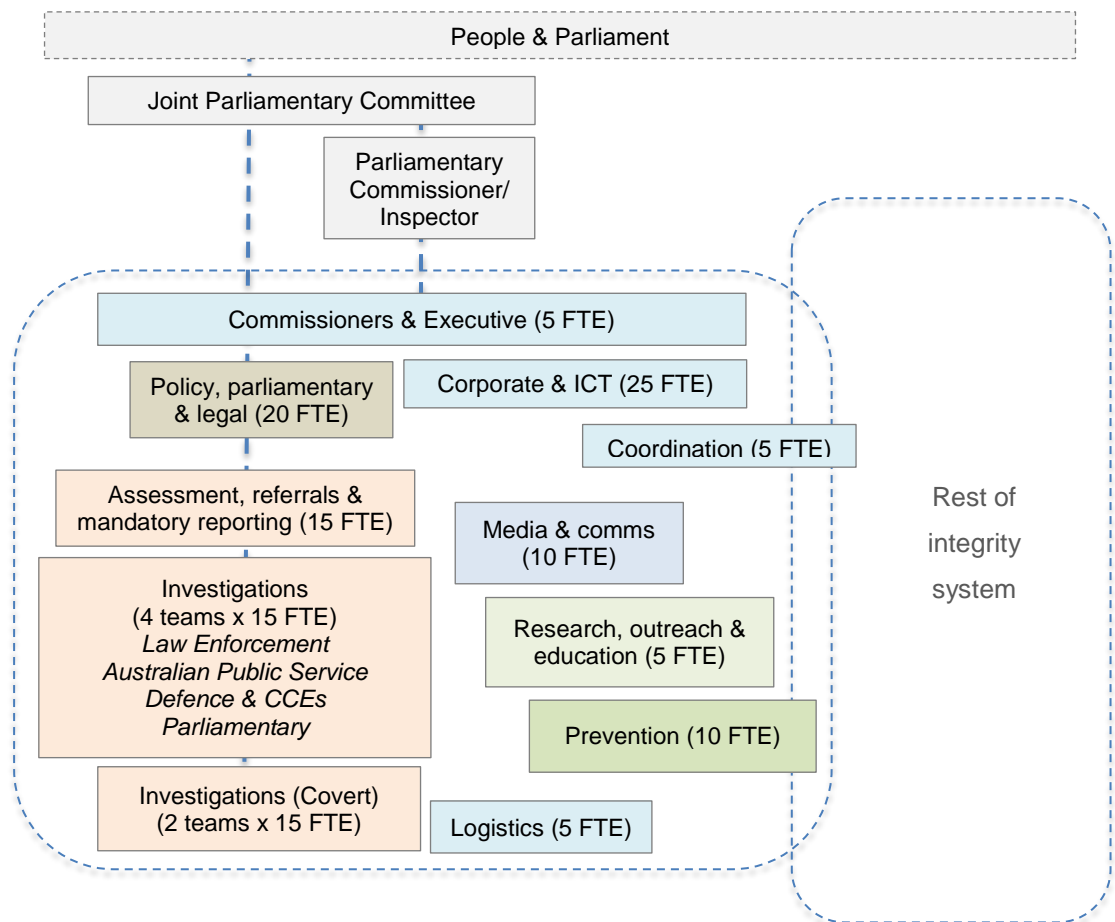 People & Parliament
Joint Parliamentary Committee
Parliamentary
Commissioner/
Inspector
Commissioners & Executive (5 FTE)
Policy, parliamentary
& legal (20 FTE)
Corporate & ICT (25 FTE)
Coordination (5 FTE)
Assessment, referrals &
mandatory reporting (15 FTE)
Media & comms
(10 FTE)
Investigations
(4 teams x 15 FTE)
Law Enforcement
Australian Public Service
Defence & CCEs
Parliamentary
Research, outreach &
education (5 FTE)
Prevention (10 FTE)
Investigations (Covert)
(2 teams x 15 FTE)
Logistics (5 FTE)
Rest of
integrity
system